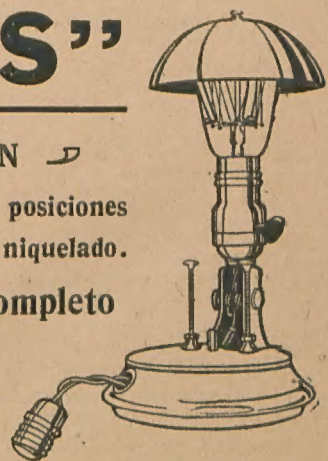 S”
N
posiciones
niquelado.
ompleto